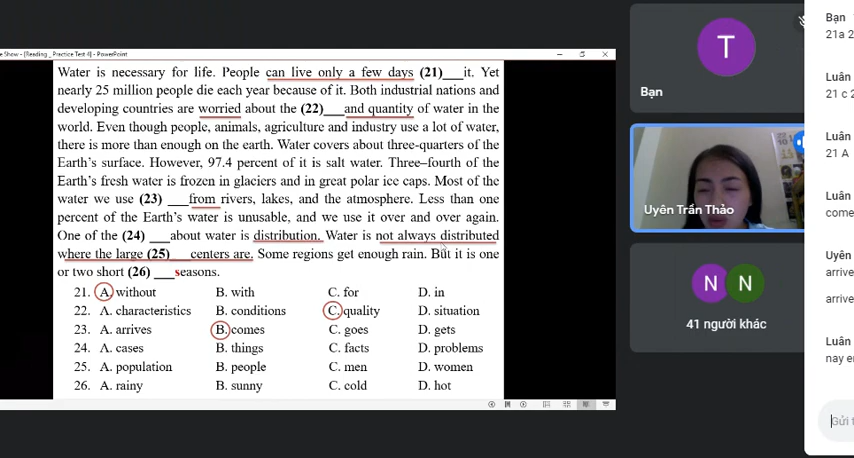 e Show - [Reading _ Practice Test 4] - PowerPoint
Water is necessary for life. People can live only a few days (21)___it. Yet
nearly 25 million people die each year because of it. Both industrial nations and
developing countries are worried about the (22)___and quantity of water in the
world. Even though people, animals, agriculture and industry use a lot of water,
there is more than enough on the earth. Water covers about three-quarters of the
Earth's surface. However, 97.4 percent of it is salt water. Three–fourth of the
Earth's fresh water is frozen in glaciers and in great polar ice caps. Most of the
water we use (23) ___from rivers, lakes, and the atmosphere. Less than one
percent of the Earth's water is unusable, and we use it over and over again.
One of the (24) ___about water is distribution. Water is not always distributed
where the large (25)___centers are. Some regions get enough rain. But it is one
or two short (26) ___seasons.
21. A. without B. with C. for D. in
22. A. characteristics B. conditions C. quality D. situation
23. A. arrives B. comes C. goes D. gets
24. A. cases B. things C. facts D. problems
25. A. population B. people C. men D. women
26. A. rainy B. sunny C. cold D. hot
T
Bạn
Uyên Trần Thảo
N N
41 người khác
Bạn
21a 2
Luân
21 c 2
Luân
21 A
Luân
come
Uyên
arrive
arrive
Luân
nay e
Gửi t